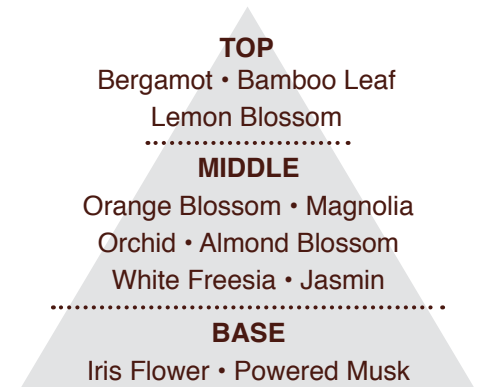 TOP
Bergamot • Bamboo Leaf
Lemon Blossom
MIDDLE
Orange Blossom • Magnolia
Orchid • Almond Blossom
White Freesia • Jasmin
BASE
Iris Flower • Powered Musk